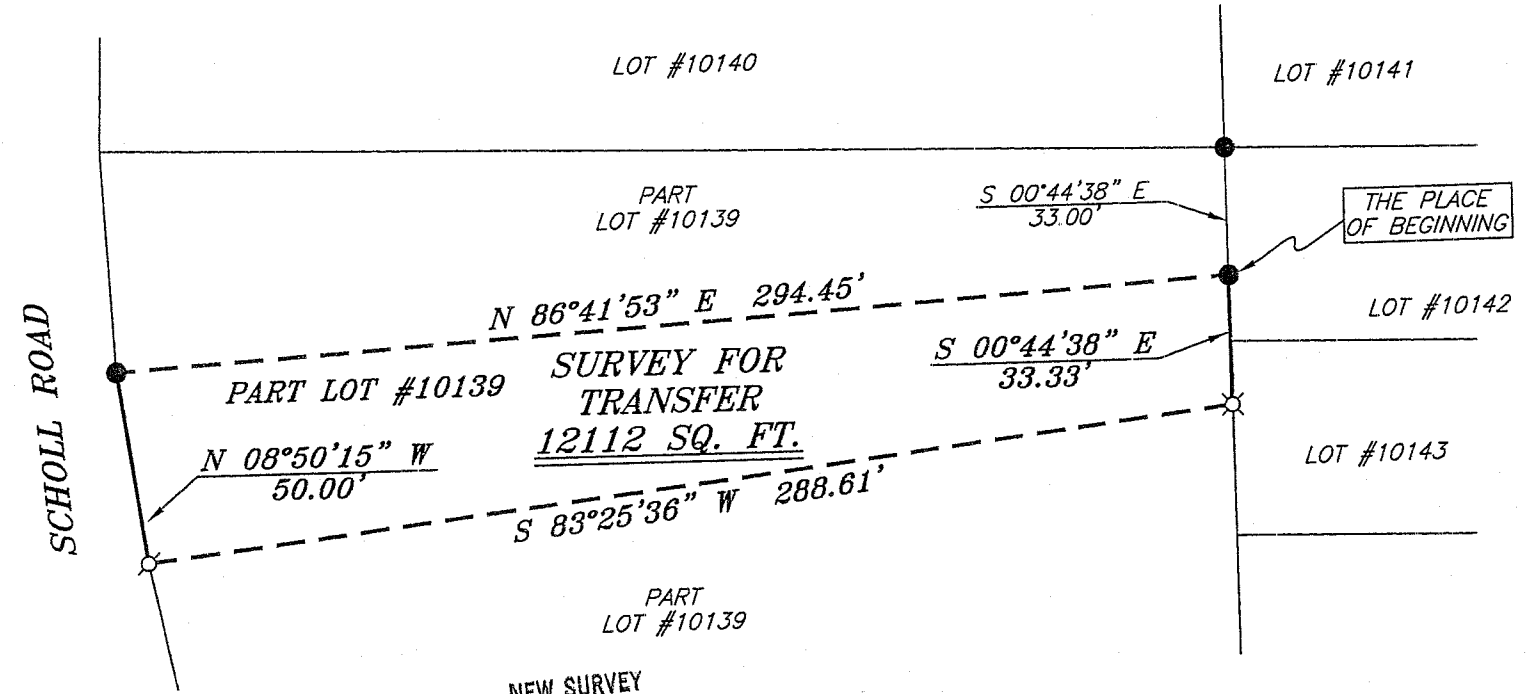 LOT #10140
LOT #10141
PART
LOT #10139
S 00°44'38" E
33.00'
THE PLACE
OF BEGINNING
N 86°41'53" E 294.45'
LOT #10142
SCHOLL ROAD
PART LOT #10139
SURVEY FOR
TRANSFER
12112 SQ. FT.
S 00°44'38" E
33.33'
N 08°50'15" W
50.00'
S 83°25'36" W 288.61'
LOT #10143
PART
LOT #10139
NEW SURVEY